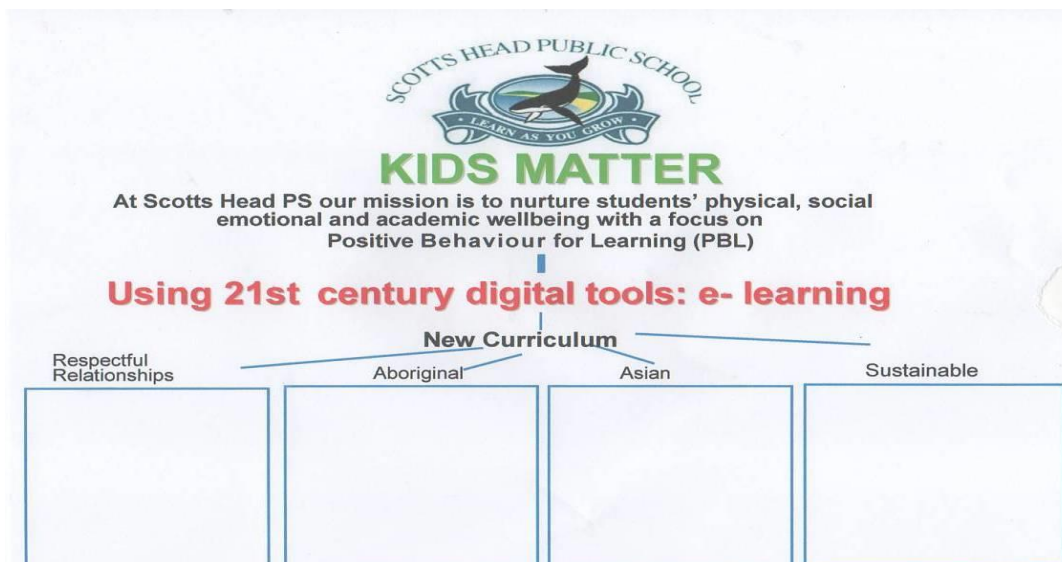 SCOTTS HEAD PUBLIC SCHOOL
LEARN AS YOU GROW
KIDS MATTER
At Scotts Head PS our mission is to nurture students’ physical, social
emotional and academic wellbeing with a focus on
Positive Behaviour for Learning (PBL)
Using 21st century digital tools: e- learning
New Curriculum
Respectful
Relationships
Aboriginal
Asian
Sustainable